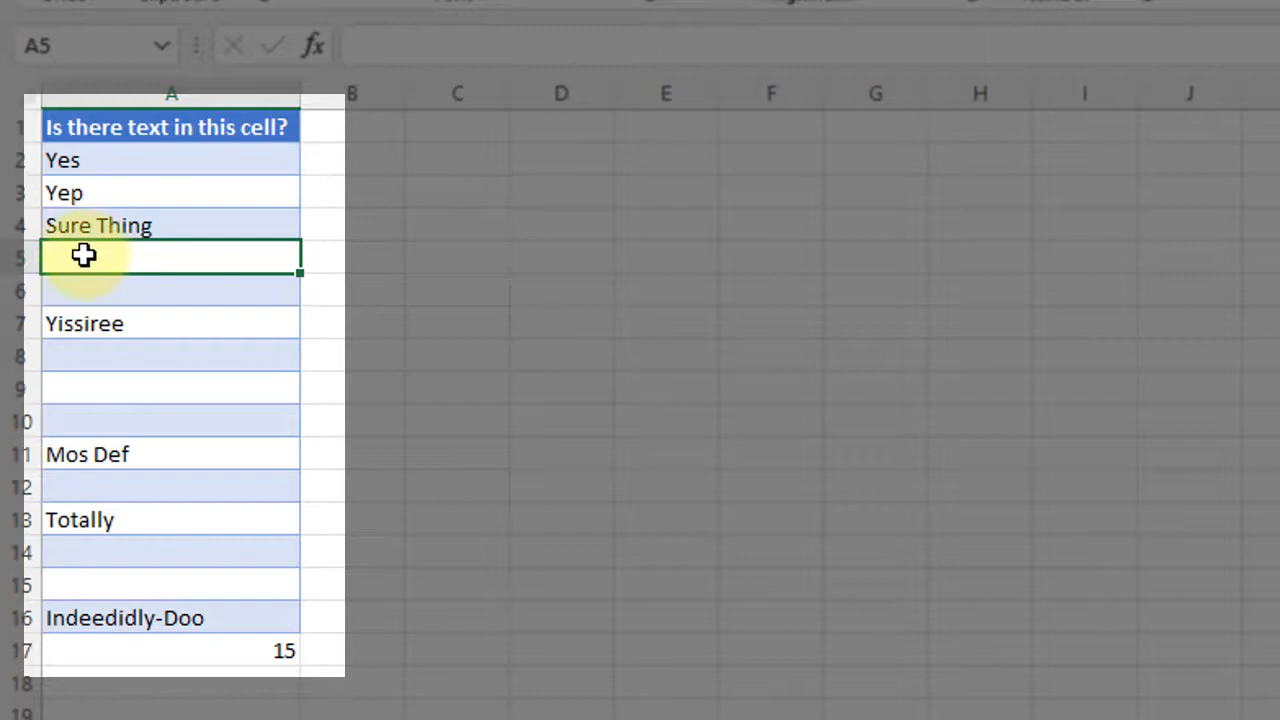 A5
fx
A B C D E F G H I J
1 Is there text in this cell?
2 Yes
3 Yep
4 Sure Thing
5
6
7 Yissiree
8
9
10
11 Mos Def
12
13 Totally
14
15
16 Indeedidly-Doo
17 15
18
19